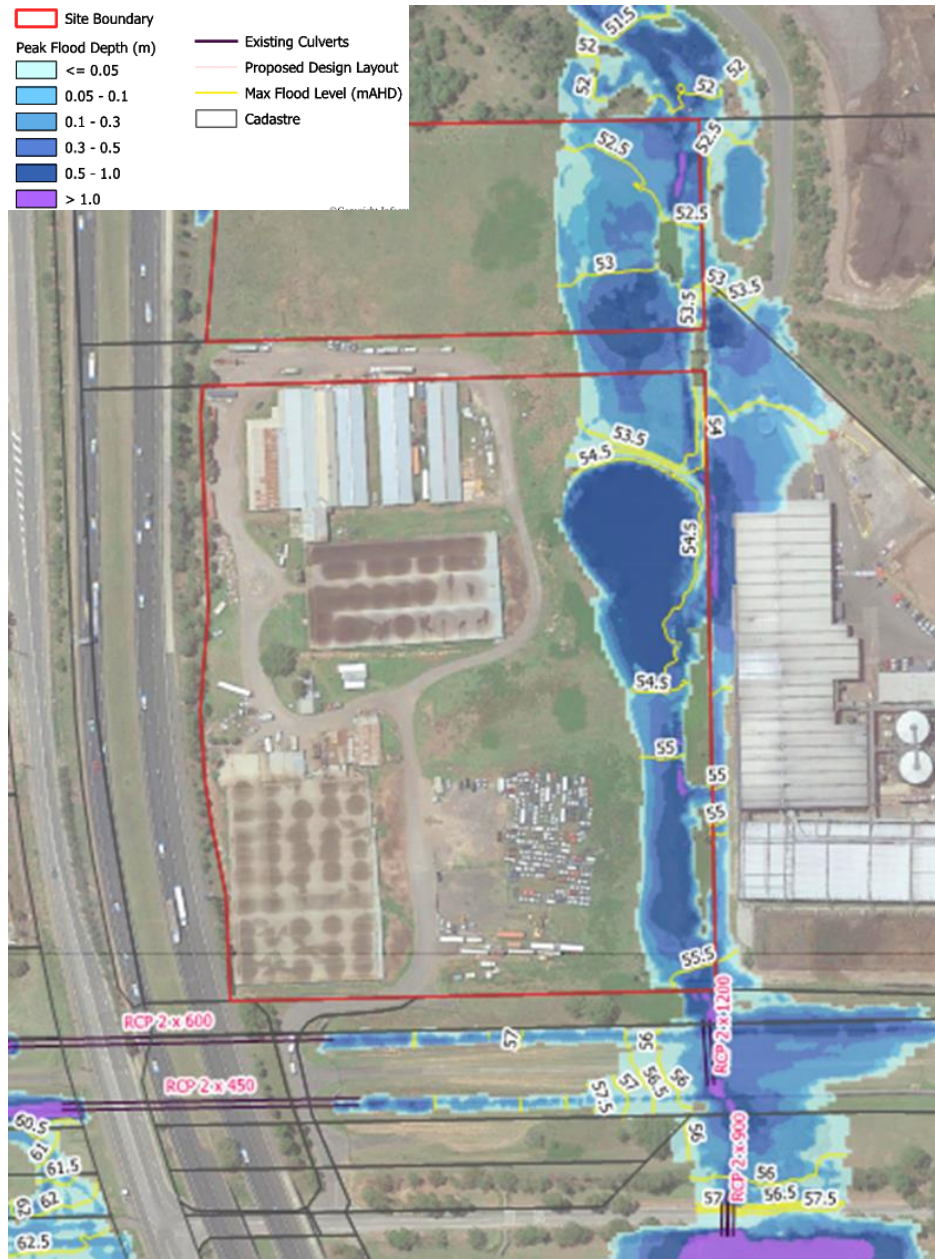 Site Boundary
Peak Flood Depth (m)
<= 0.05
0.05 - 0.1
0.1 - 0.3
0.3 - 0.5
0.5 - 1.0
> 1.0
Existing Culverts
Proposed Design Layout
Max Flood Level (mAHD)
Cadastre
51.5
52
52
52
52
52.5
52.5
52.5
53
53
53.5
53.5
54
53.5
54.5
54.5
54.5
55
55
55
55.5
RCP 2 x 1200
RCP 2 x 600
57
56
RCP 2 x 450
57.5
57
56.5
56
60.5
61
61.5
62
62
62.5
56
RCP 2 x 900
56
57
56.5
57.5